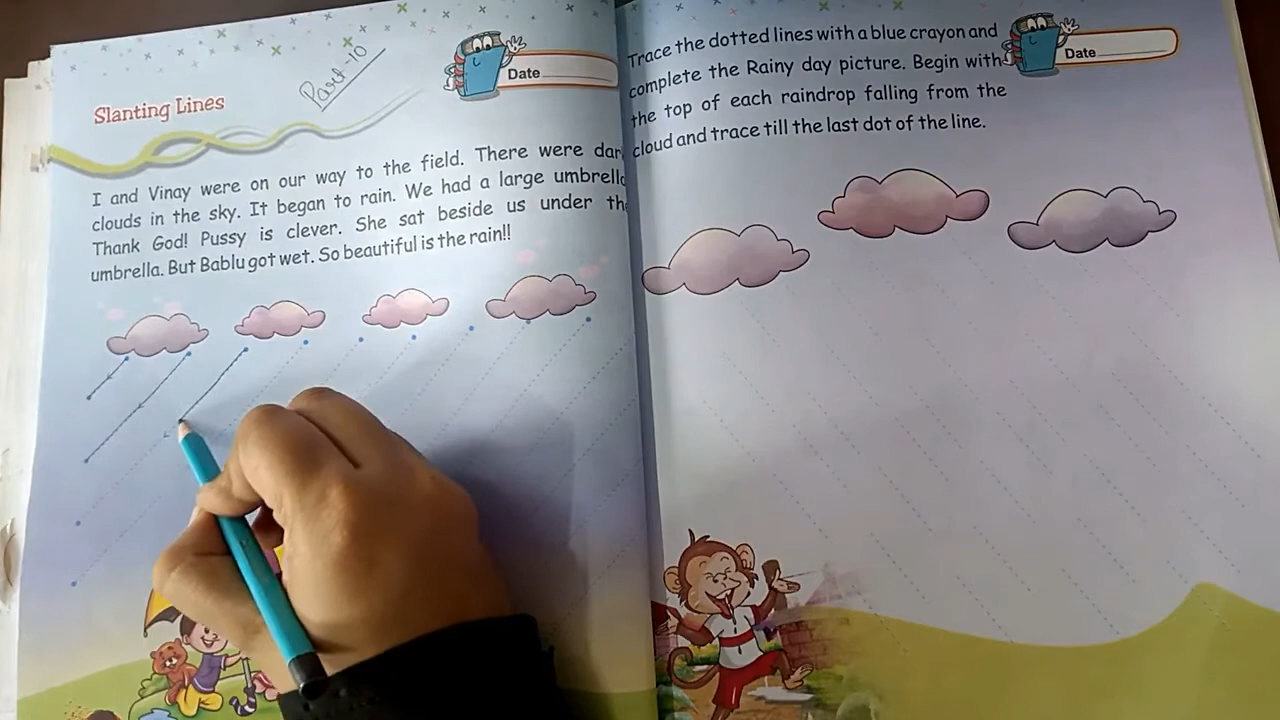 Slanting Lines
Part-10
Date
I and Vinay were on our way to the field. There were dar
clouds in the sky. It began to rain. We had a large umbrella
Thank God! Pussy is clever. She sat beside us under th
umbrella. But Bablu got wet. So beautiful is the rain!!
Date
Trace the dotted lines with a blue crayon and
complete the Rainy day picture. Begin with
the top of each raindrop falling from the
cloud and trace till the last dot of the line.